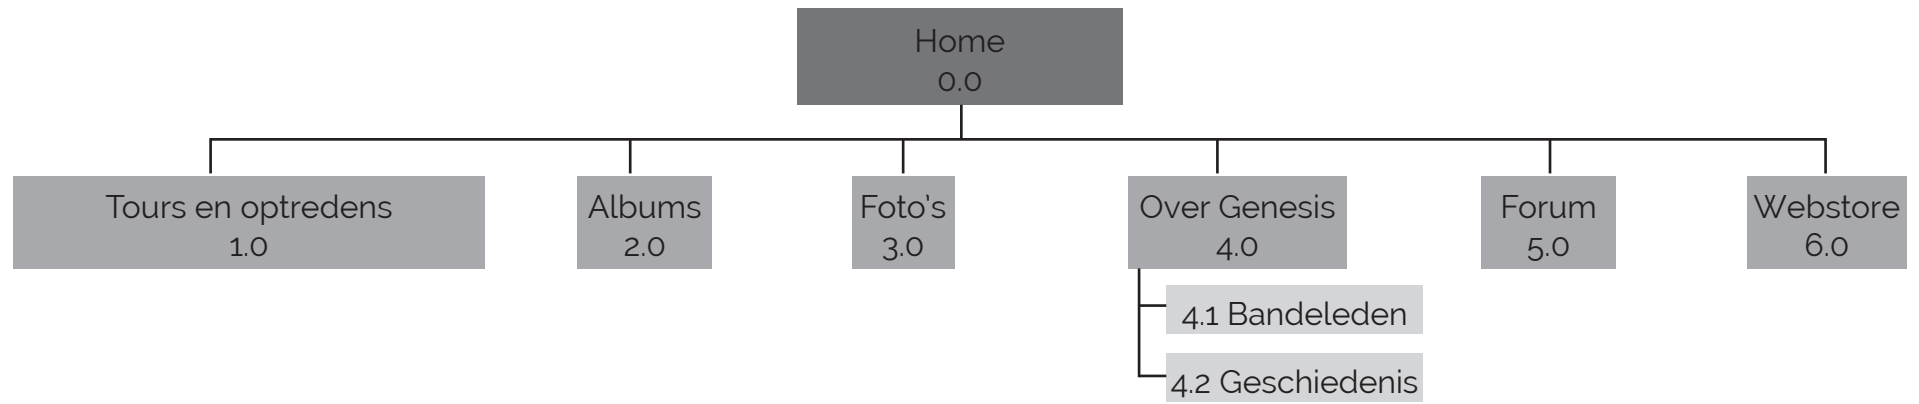 Home
0.0
Tours en optredens
1.0
Albums
2.0
Foto's
3.0
Over Genesis
4.0
Forum
5.0
Webstore
6.0
4.1 Bandeleden
4.2 Geschiedenis